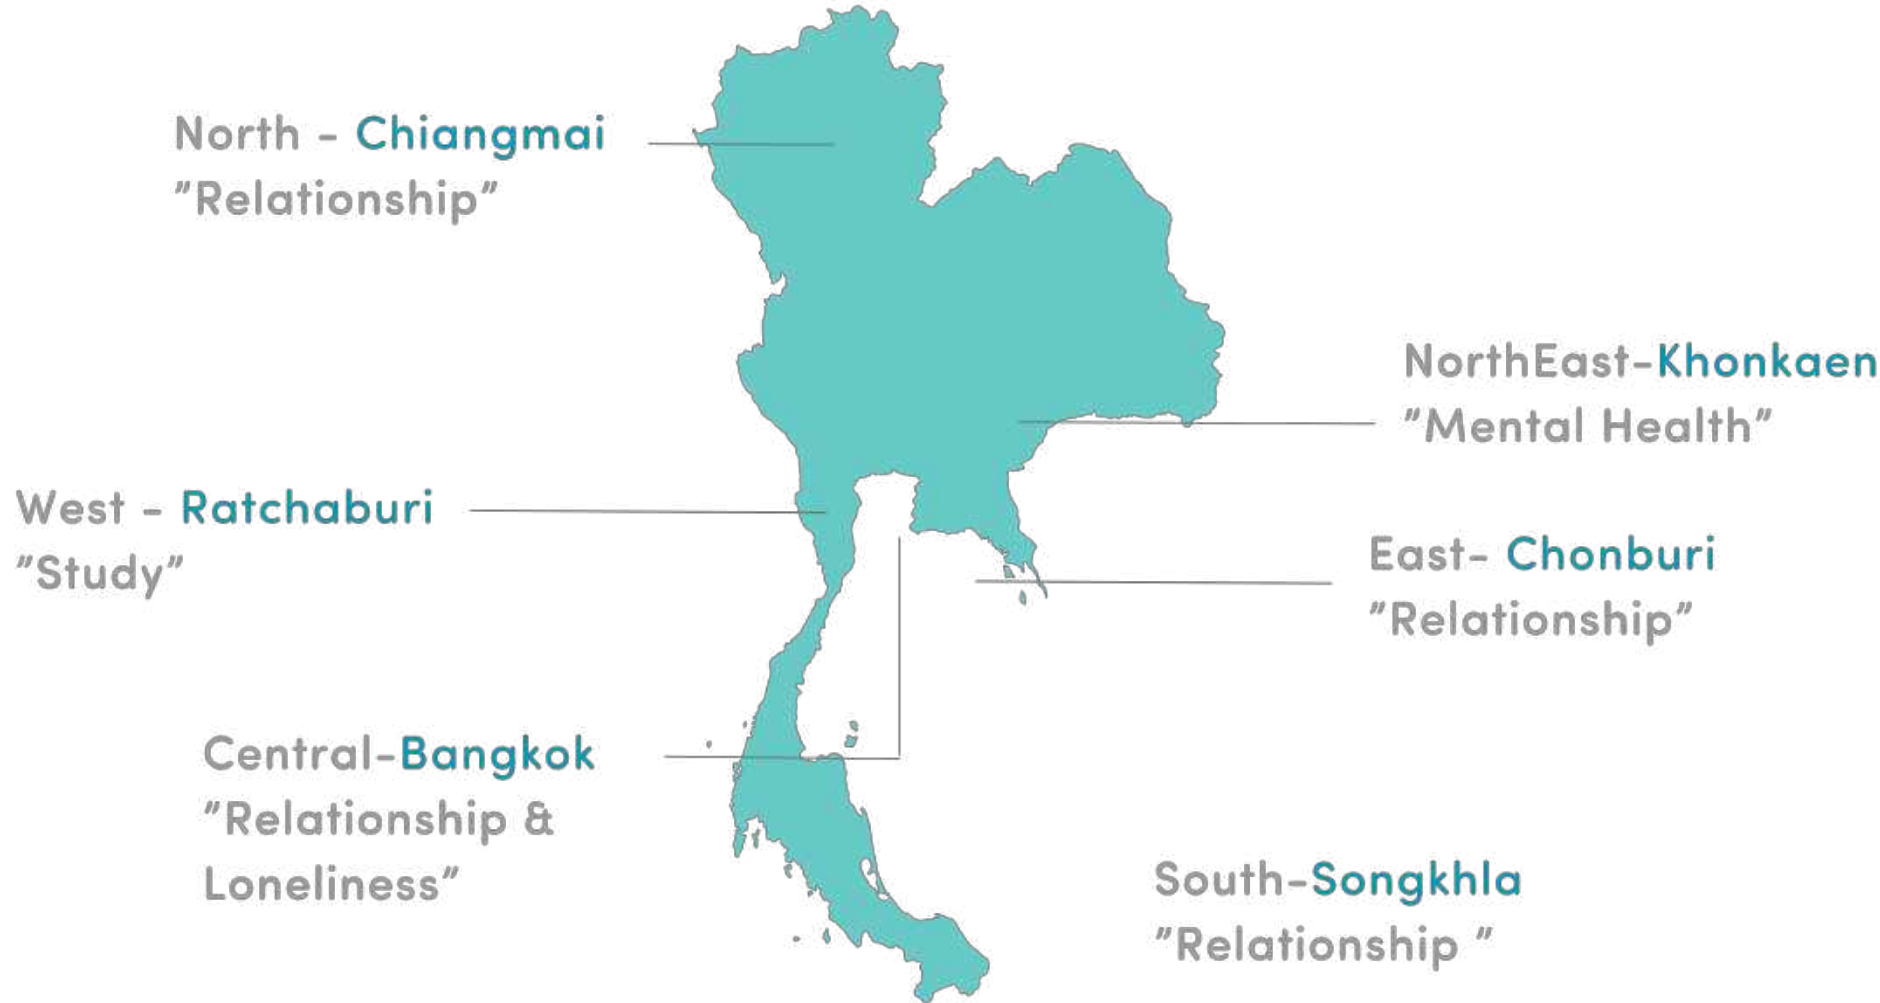 North - Chiangmai
"Relationship"
NorthEast-Khonkaen
"Mental Health"
West - Ratchaburi
"Study"
East- Chonburi
"Relationship"
Central-Bangkok
"Relationship &
Loneliness"
South-Songkhla
"Relationship "